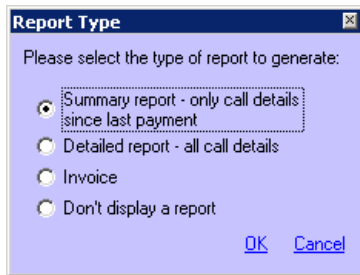 Report Type
Please select the type of report to generate:
Summary report - only call details
since last payment
Detailed report - all call details
Invoice
Don't display a report
OK Cancel